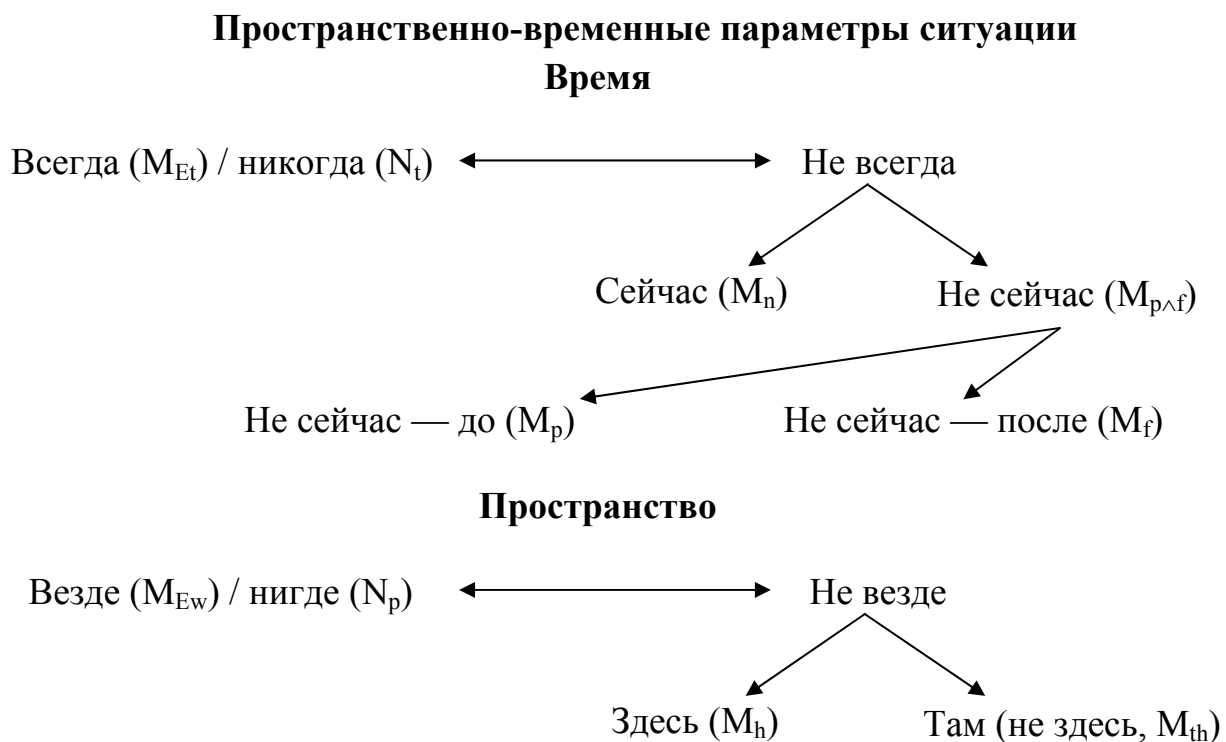 Пространственно-временные параметры ситуации
Время
Всегда (M_Et) / никогда (N_t) Не всегда
Сейчас (M_n) Не сейчас (M_p∧f)
Не сейчас — до (M_p) Не сейчас — после (M_f)
Пространство
Везде (M_Ew) / нигде (N_p) Не везде
Здесь (M_h) Там (не здесь, M_th)